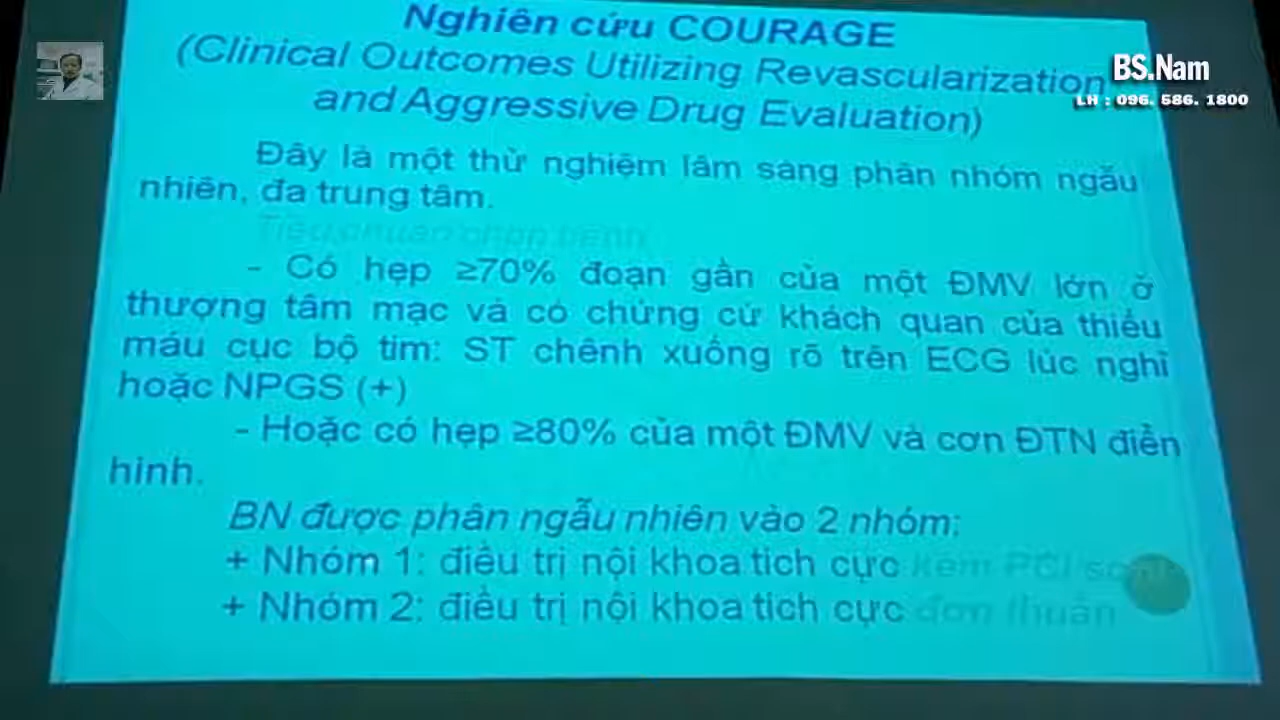 Nghiên cứu COURAGE
(Clinical Outcomes Utilizing Revascularization
and Aggressive Drug Evaluation)
BS.Nam
LH : 096. 586. 1800
Đây là một thử nghiệm lâm sàng phân nhóm ngẫu
nhiên, đa trung tâm.
Tiêu chuẩn chọn bệnh
- Có hẹp ≥70% đoạn gần của một ĐMV lớn ở
thượng tâm mạc và có chứng cứ khách quan của thiếu
máu cục bộ tim: ST chênh xuống rõ trên ECG lúc nghỉ
hoặc NPGS (+)
- Hoặc có hẹp ≥80% của một ĐMV và cơn ĐTN điển
hình.
BN được phân ngẫu nhiên vào 2 nhóm:
+ Nhóm 1: điều trị nội khoa tích cực kèm PCI
+ Nhóm 2: điều trị nội khoa tích cực đơn thuần